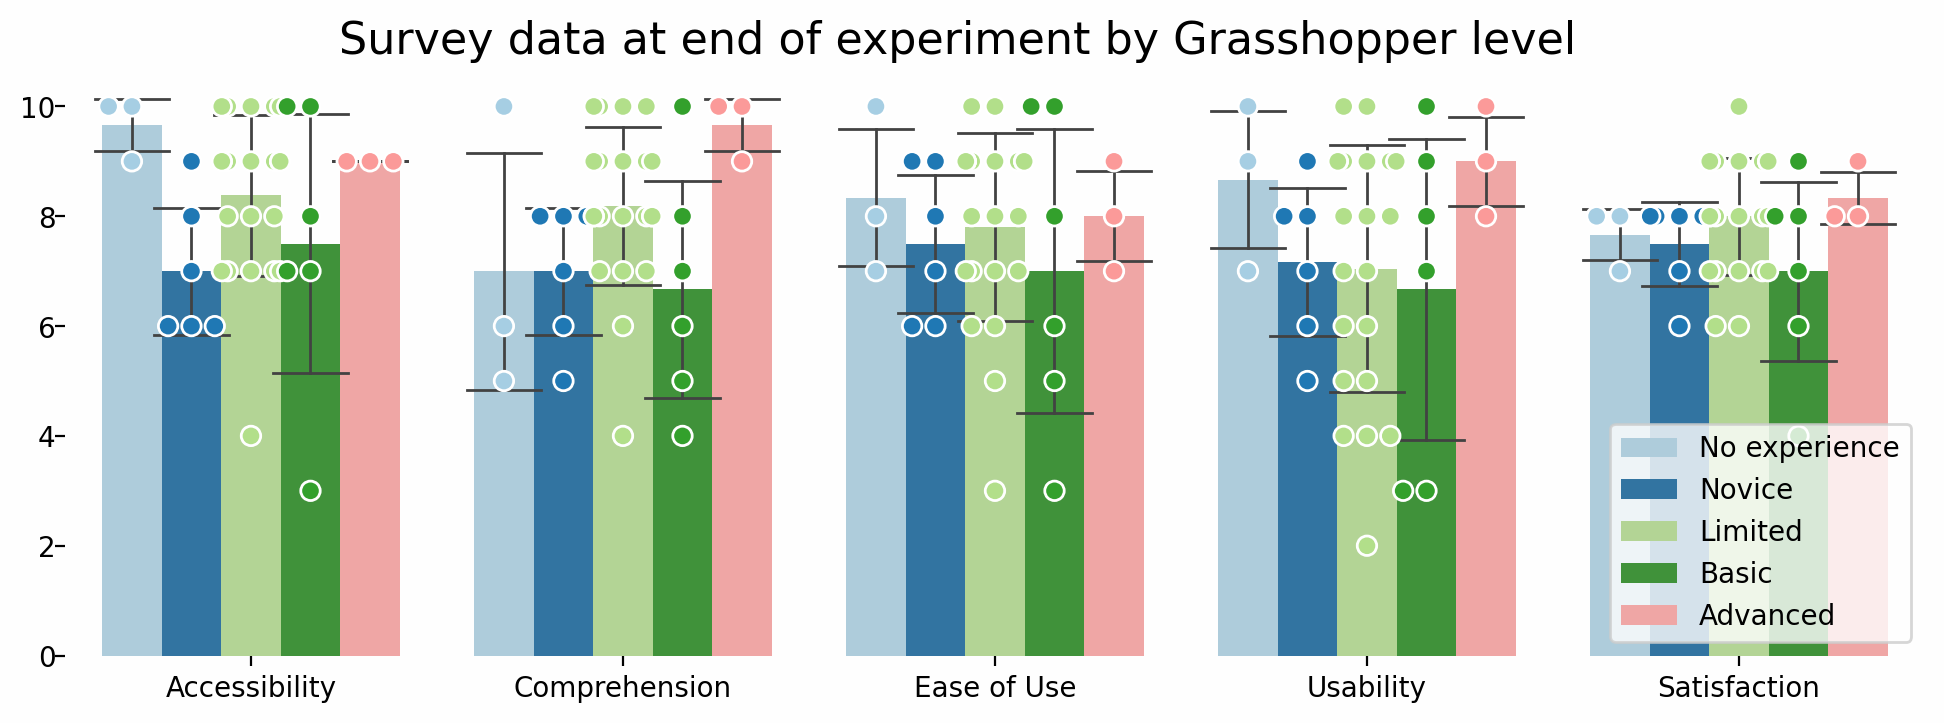 Survey data at end of experiment by Grasshopper level
10
8
6
4
2
0
Accessibility
Comprehension
Ease of Use
Usability
Satisfaction
No experience
Novice
Limited
Basic
Advanced